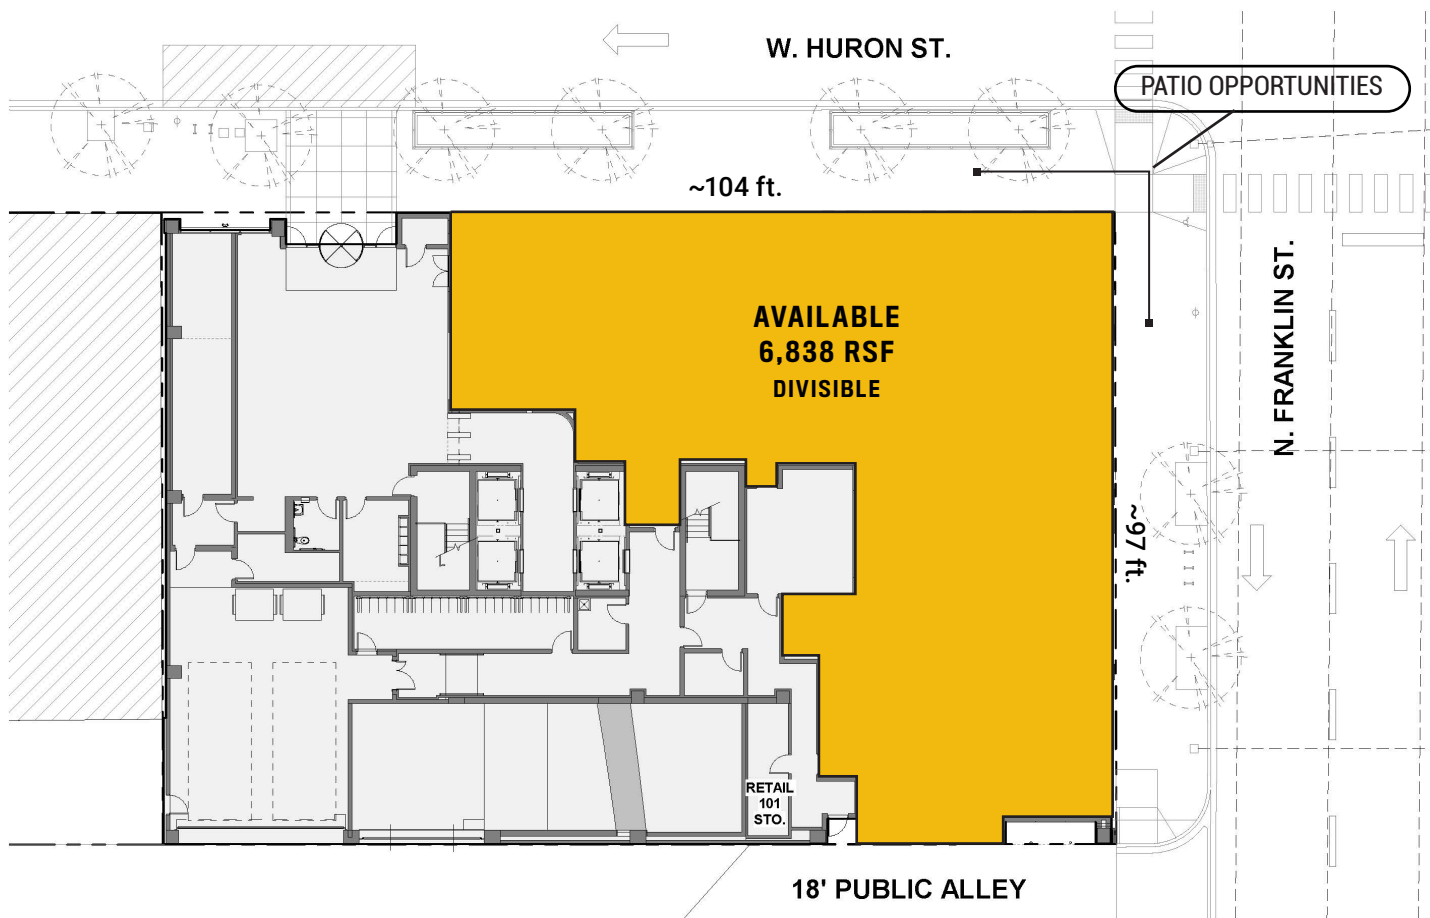 W. HURON ST.
PATIO OPPORTUNITIES
~104 ft.
AVAILABLE
6,838 RSF
DIVISIBLE
N. FRANKLIN ST.
~97 ft.
RETAIL
101
STO.
18' PUBLIC ALLEY